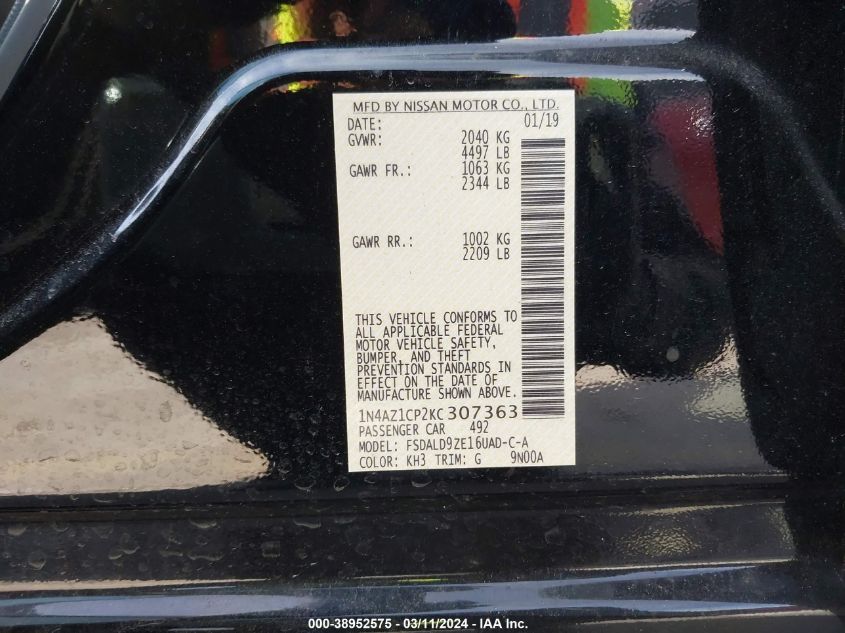 MFD BY NISSAN MOTOR CO., LTD.
DATE: 01/19
GVWR: 2040 KG
4497 LB
GAWR FR.: 1063 KG
2344 LB
GAWR RR.: 1002 KG
2209 LB
THIS VEHICLE CONFORMS TO
ALL APPLICABLE FEDERAL
MOTOR VEHICLE SAFETY,
BUMPER, AND THEFT
PREVENTION STANDARDS IN
EFFECT ON THE DATE OF
MANUFACTURE SHOWN ABOVE.
1N4AZ1CP2KC307363
PASSENGER CAR 492
MODEL: FSDALD9ZE16UAD-C-A
COLOR: KH3 TRIM: G 9N00A
000-38952575 - 03/11/2024 - IAA Inc.